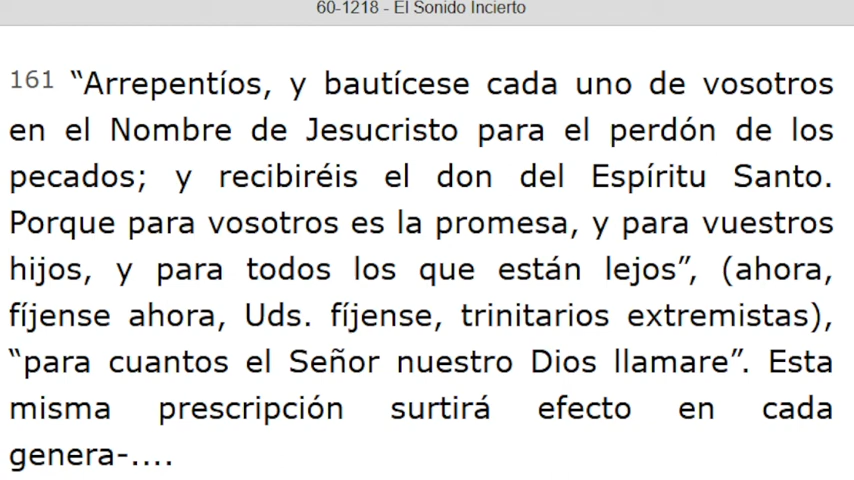 60-1218 - El Sonido Incierto
161 “Arrepentíos, y bautícese cada uno de vosotros
en el Nombre de Jesucristo para el perdón de los
pecados; y recibiréis el don del Espíritu Santo.
Porque para vosotros es la promesa, y para vuestros
hijos, y para todos los que están lejos”, (ahora,
fíjense ahora, Uds. fíjense, trinitarios extremistas),
“para cuantos el Señor nuestro Dios llamare”. Esta
misma prescripción surtirá efecto en cada
genera-....